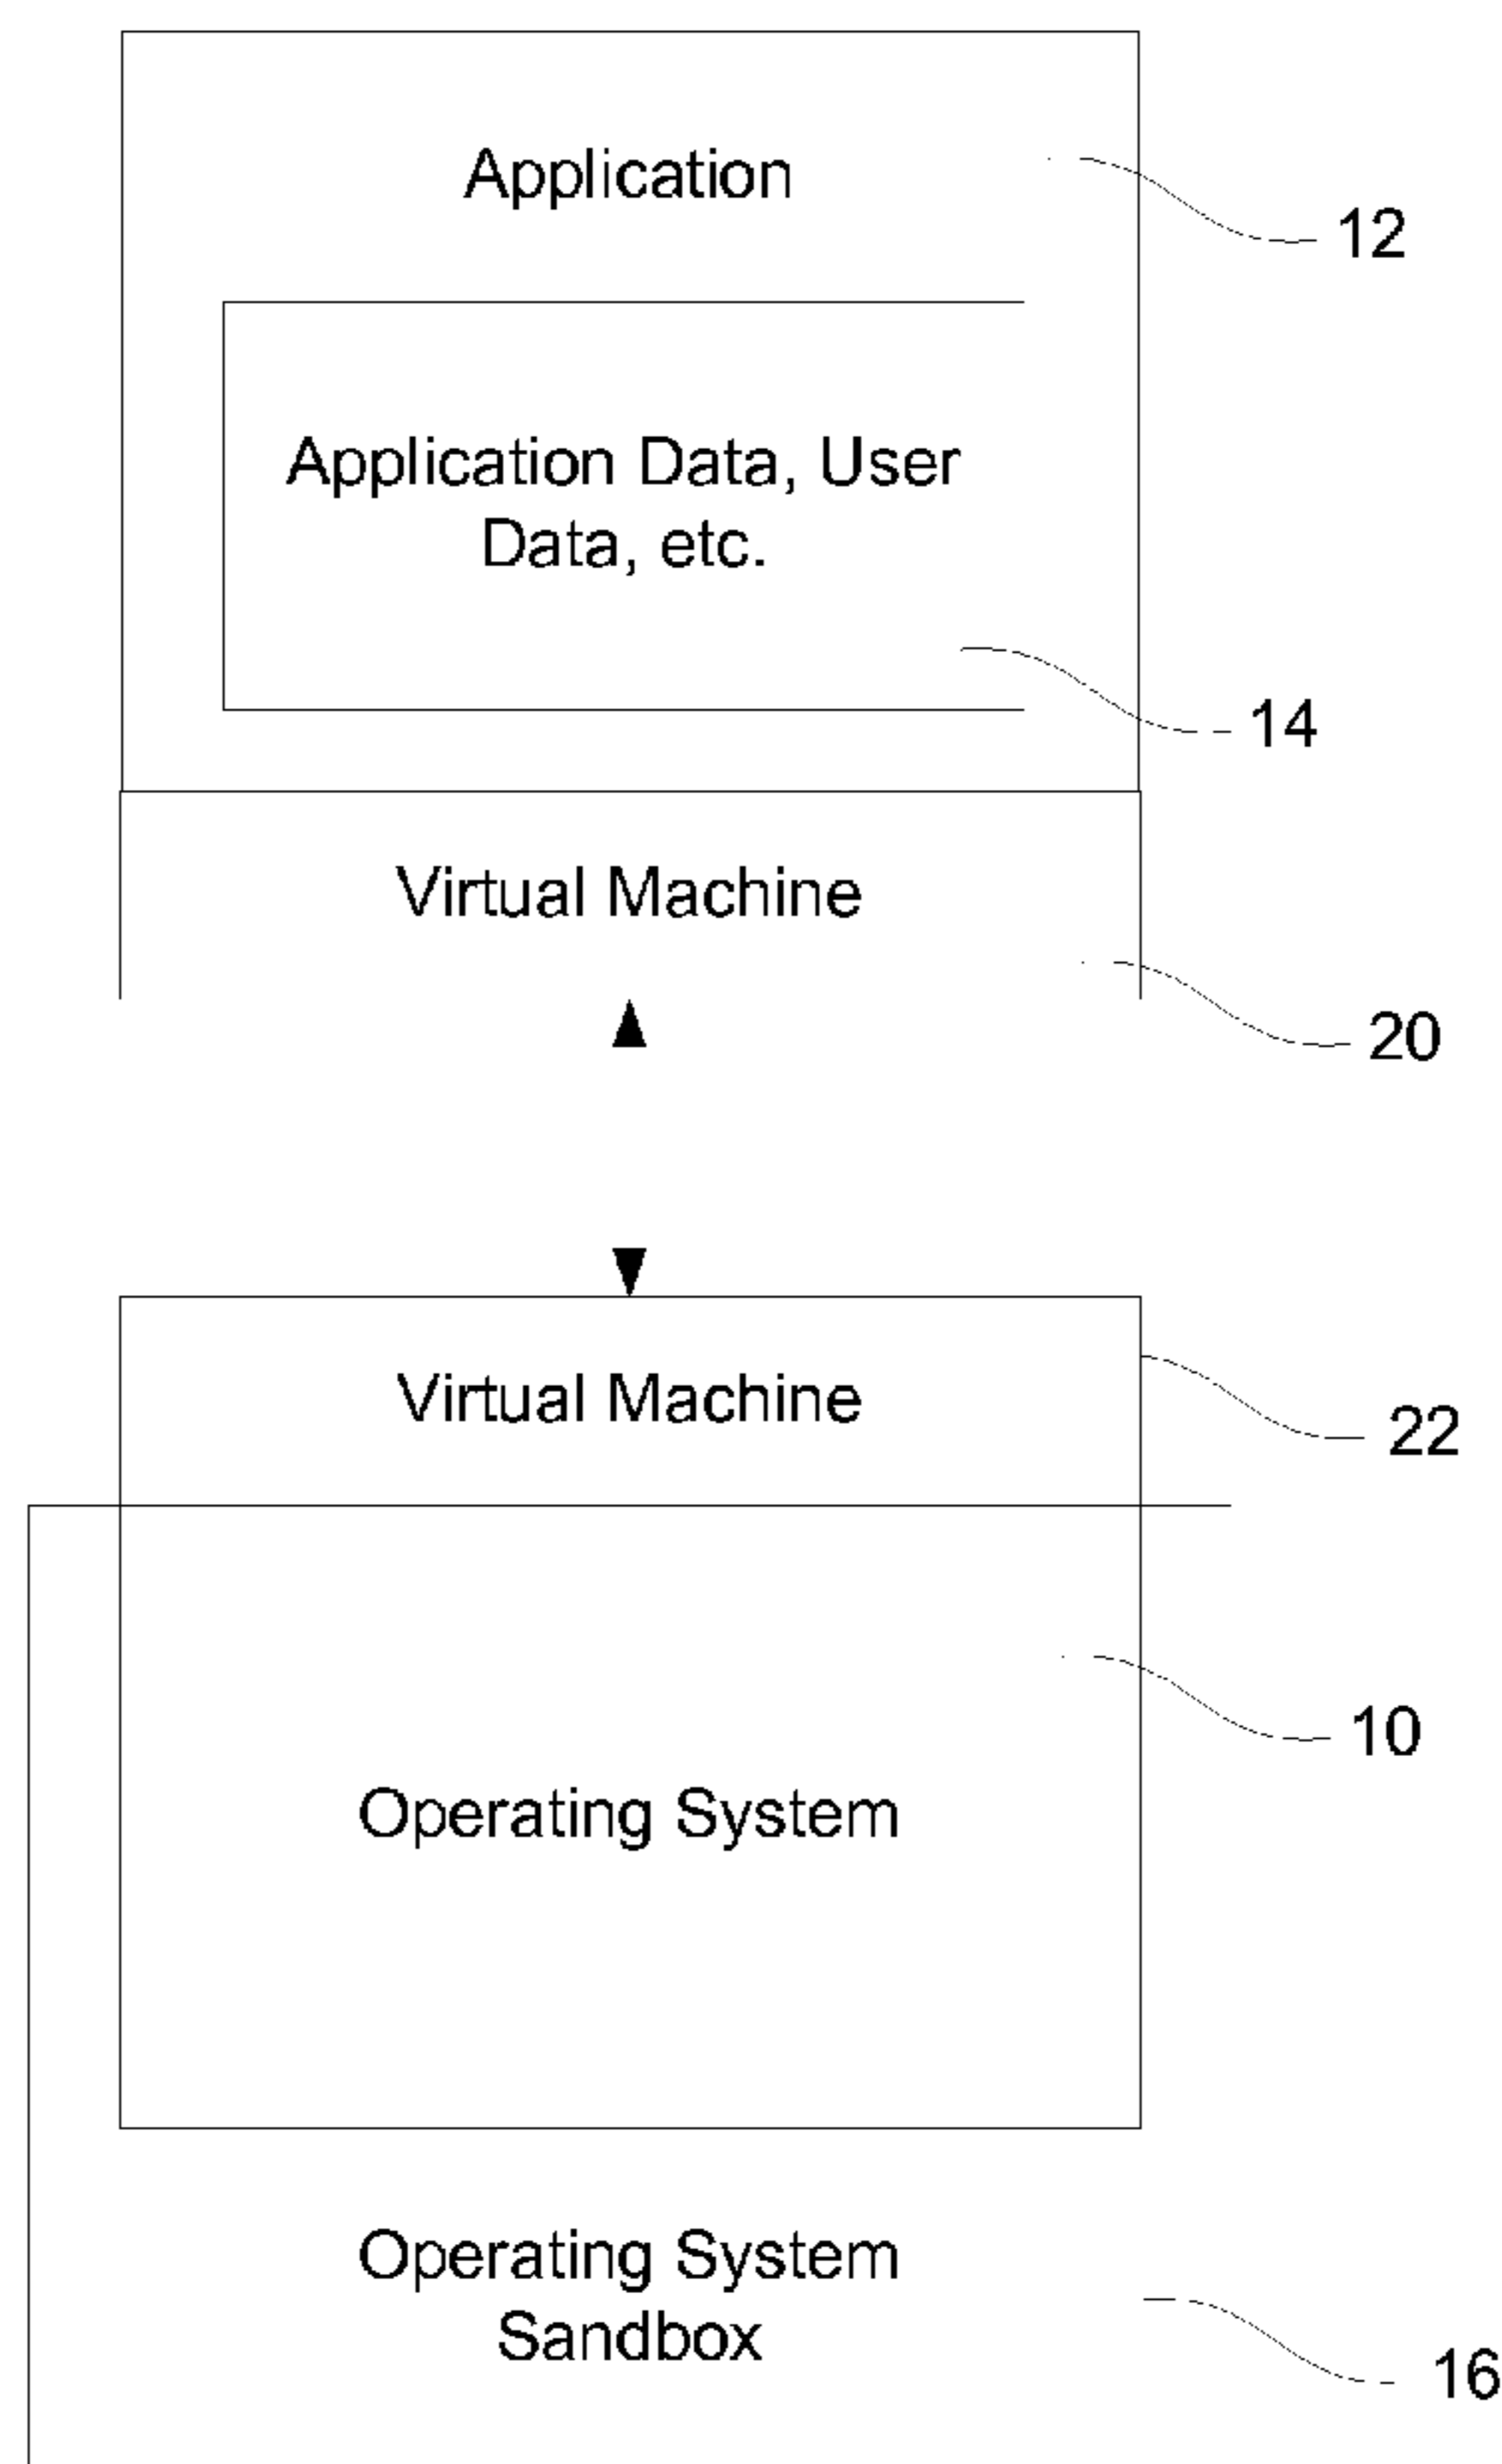 Application
12
Application Data, User
Data, etc.
14
Virtual Machine
20
Virtual Machine
22
10
Operating System
Operating System
Sandbox
16